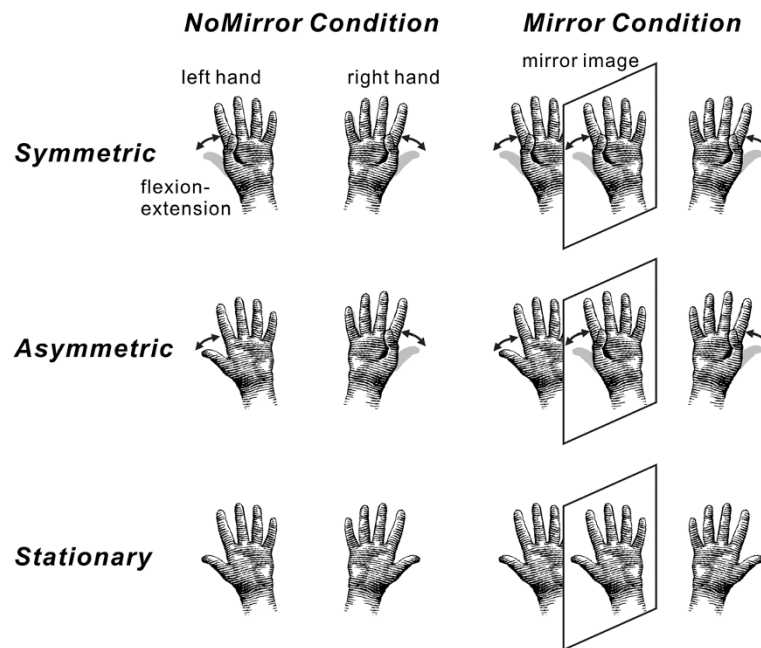 NoMirror Condition
Mirror Condition
left hand
right hand
mirror image
Symmetric
flexion-
extension
Asymmetric
Stationary